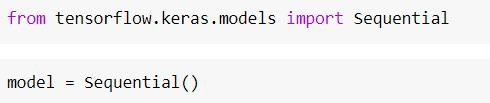 from tensorflow.keras.models import Sequential
model = Sequential()